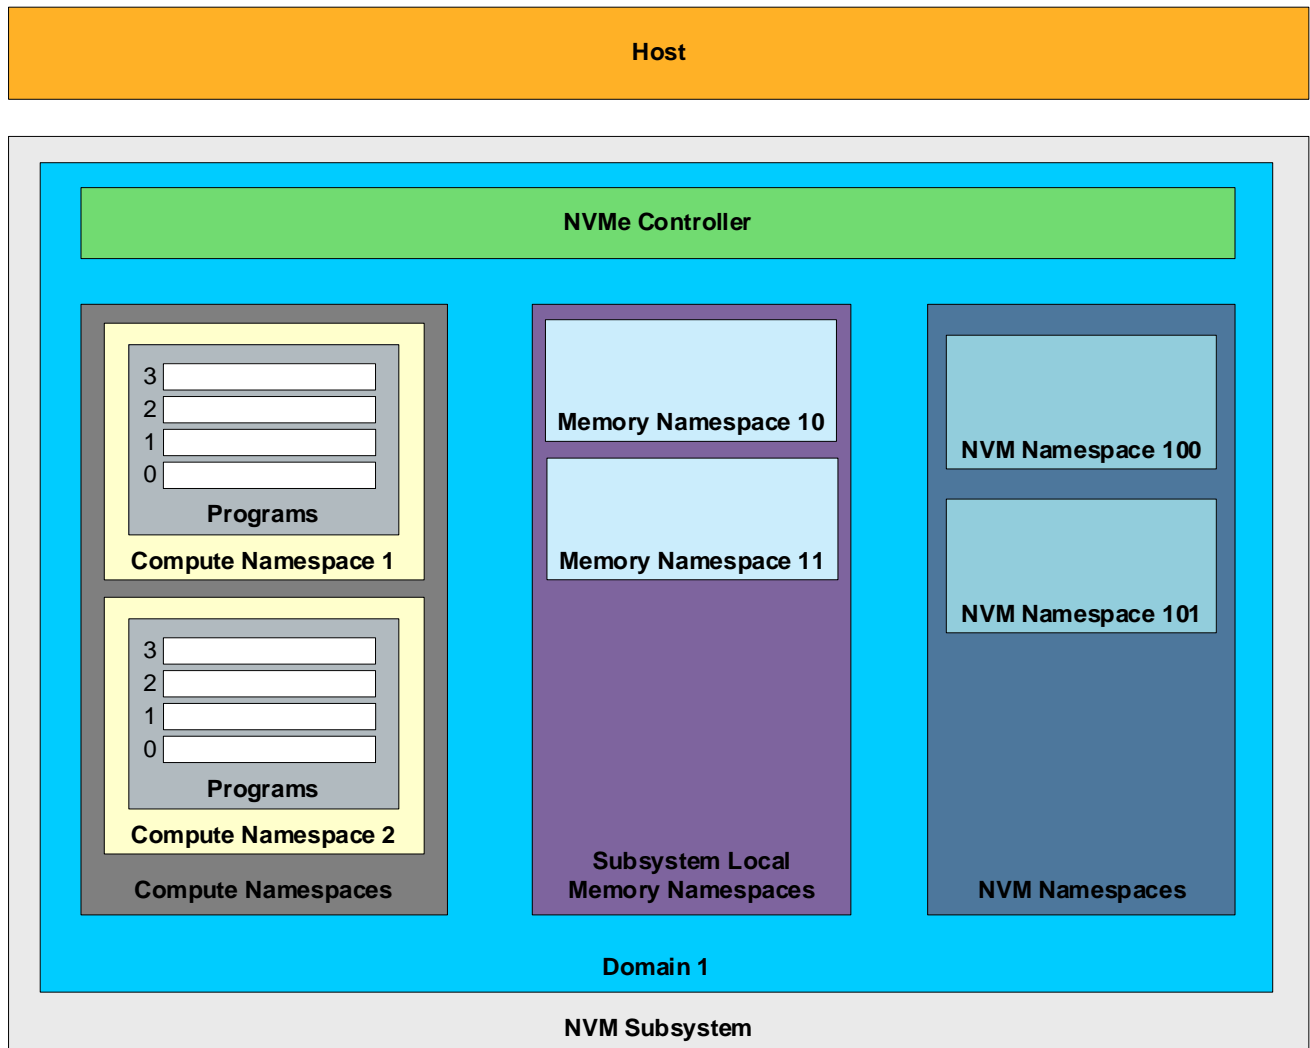 Host
NVMe Controller
3
2
1
0
Programs
Compute Namespace 1
3
2
1
0
Programs
Compute Namespace 2
Compute Namespaces
Memory Namespace 10
Memory Namespace 11
Subsystem Local
Memory Namespaces
NVM Namespace 100
NVM Namespace 101
NVM Namespaces
Domain 1
NVM Subsystem